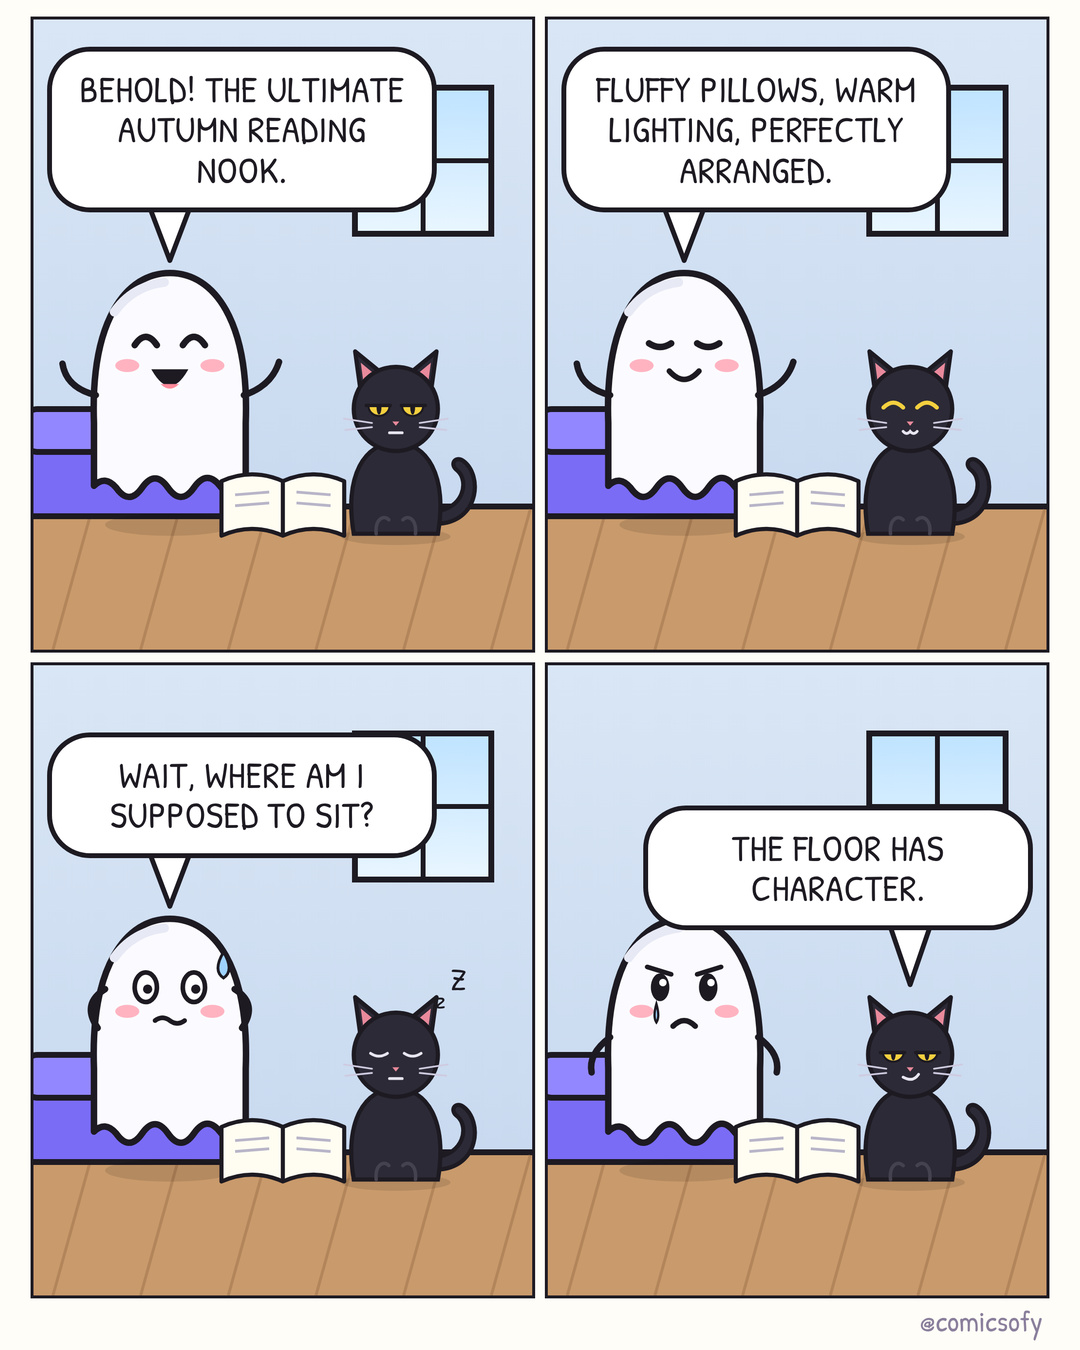 BEHOLD! THE ULTIMATE
AUTUMN READING
NOOK.
FLUFFY PILLOWS, WARM
LIGHTING, PERFECTLY
ARRANGED.
WAIT, WHERE AM I
SUPPOSED TO SIT?
Z
z
THE FLOOR HAS
CHARACTER.
@comicsofy